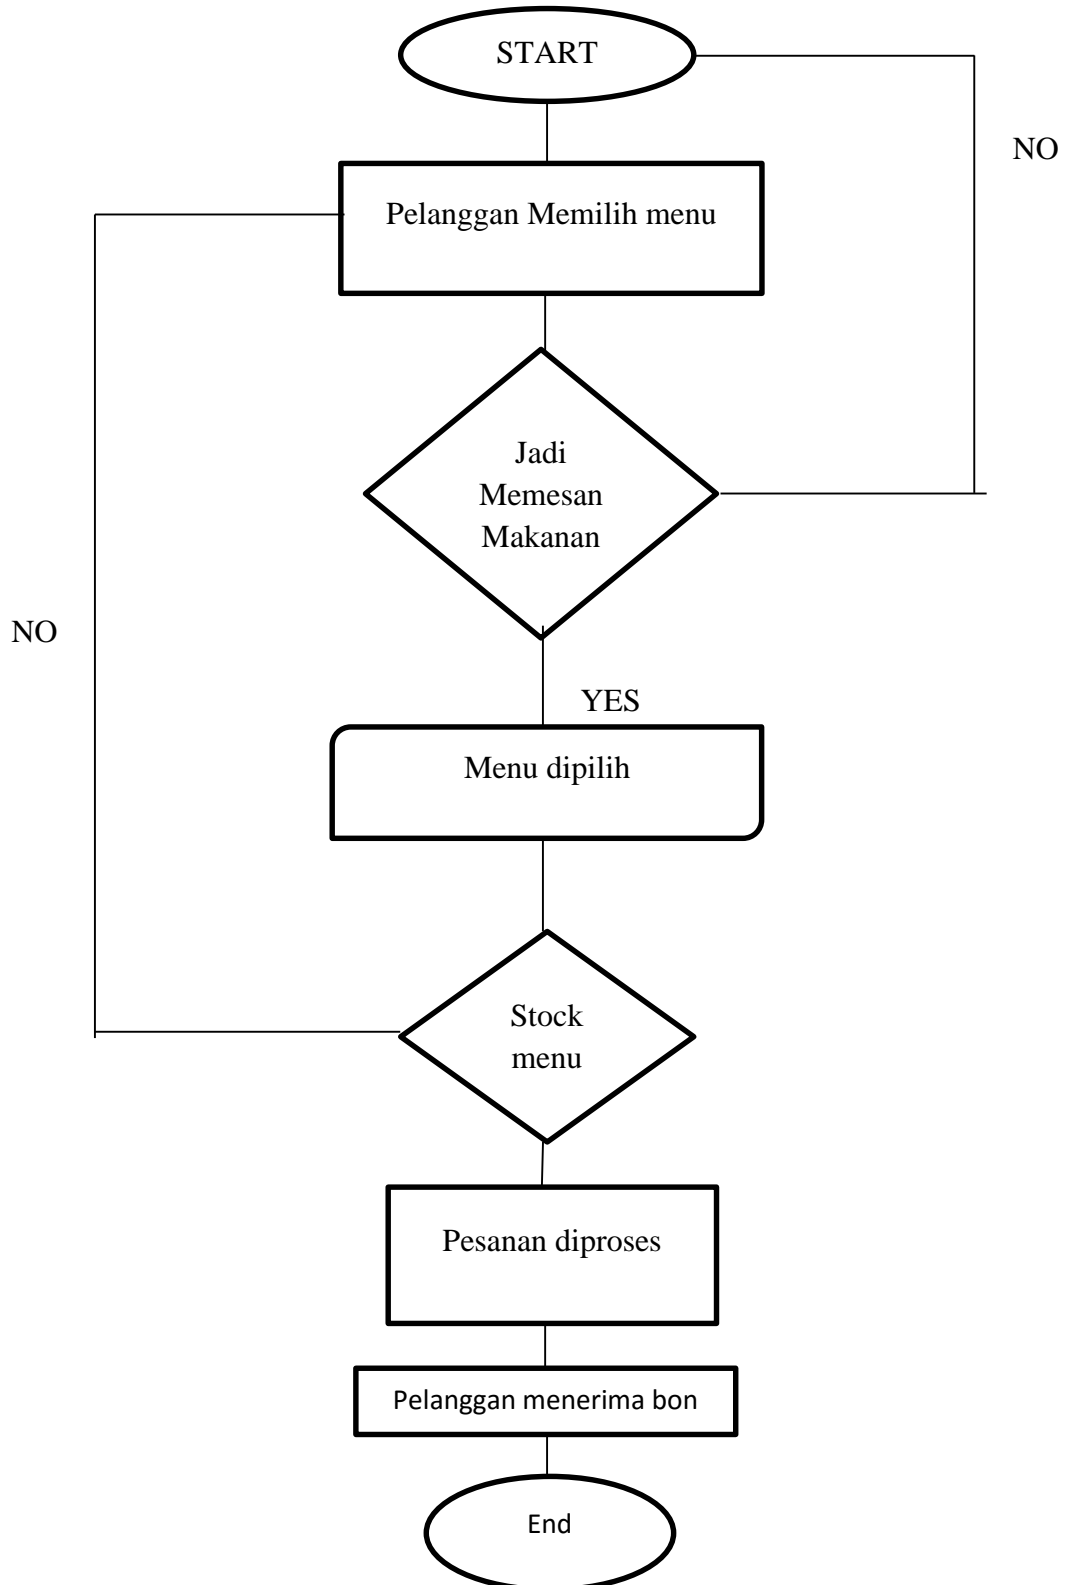 START
NO
Pelanggan Memilih menu
Jadi
Memesan
Makanan
NO
YES
Menu dipilih
Stock
menu
Pesanan diproses
Pelanggan menerima bon
End